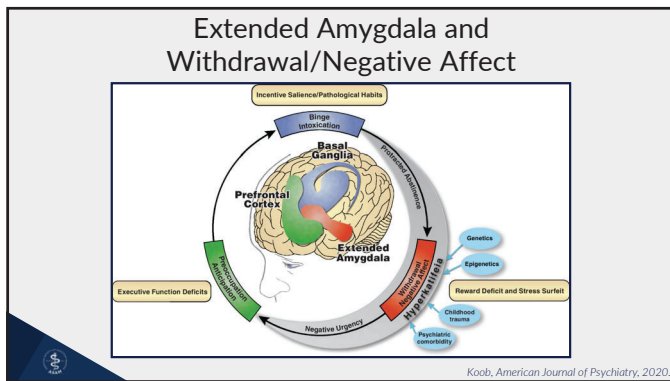 Extended Amygdala and
Withdrawal/Negative Affect
Incentive Salience/Pathological Habits
Binge
Intoxication
Basal
Ganglia
Protracted Abstinence
Prefrontal
Cortex
Extended
Amygdala
Genetics
Epigenetics
Preoccupation
Anticipation
Withdrawal
Negative Affect
Hyperkatifeia
Executive Function Deficits
Reward Deficit and Stress Surfeit
Childhood
trauma
Negative Urgency
Psychiatric
comorbidity
ASAM
Koob, American Journal of Psychiatry, 2020.